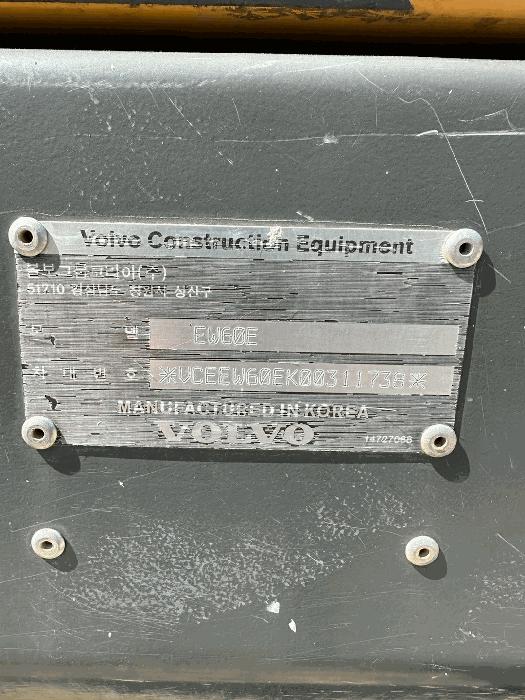 Volvo Construction Equipment
볼보그룹코리아(주)
51710 경상남도 창원시 성산구
모 델 EW60E
차 대 번 호 *VCEEW60EK00311738*
MANUFACTURED IN KOREA
VOLVO
14727068